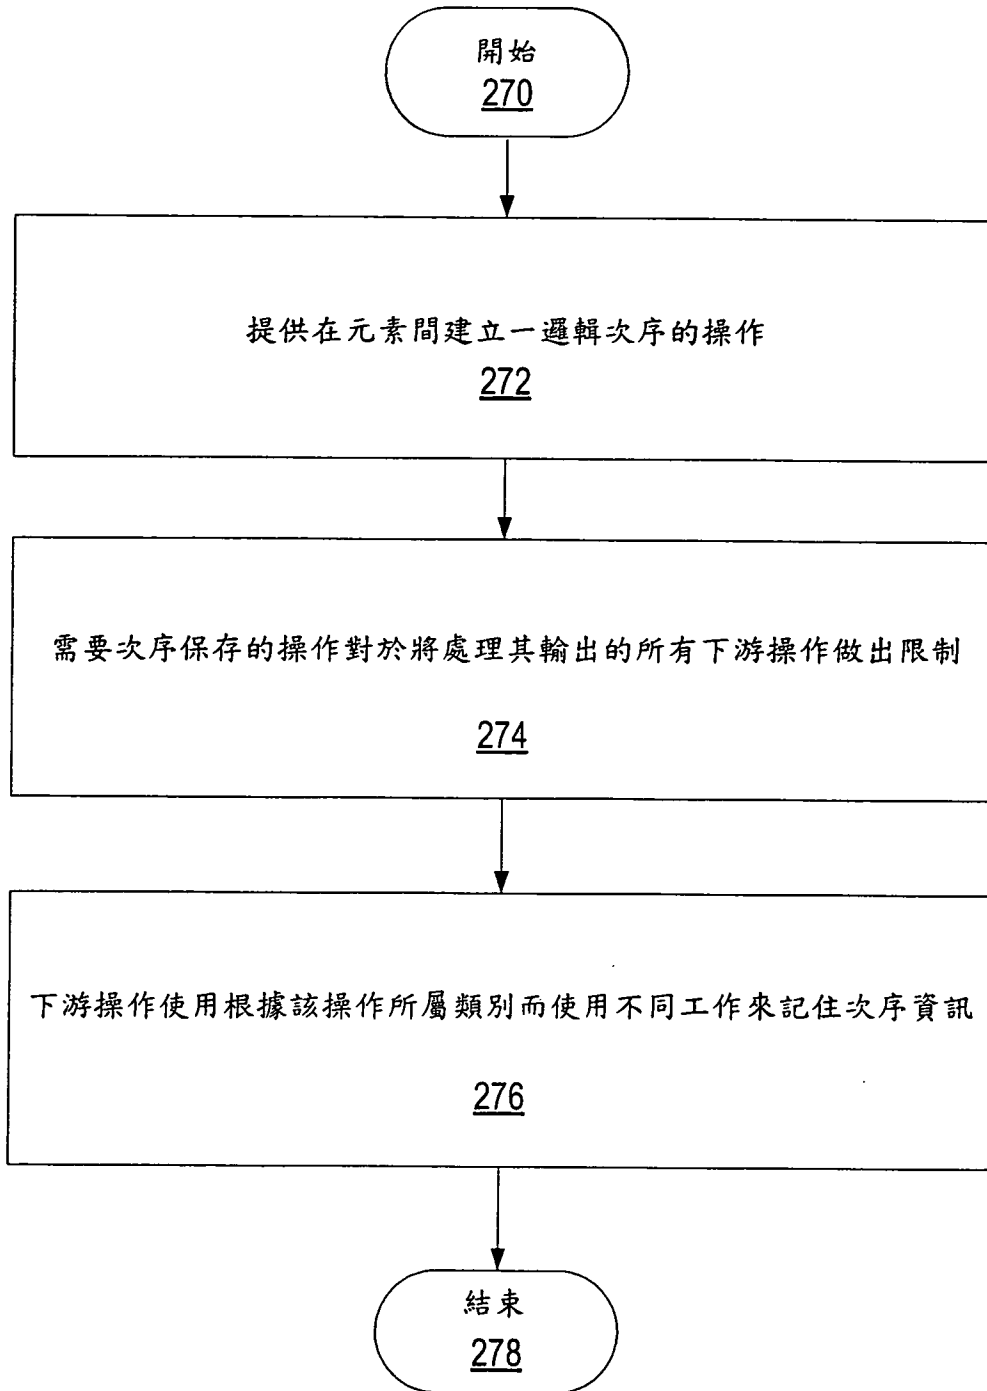 開始
270
提供在元素間建立一邏輯次序的操作
272
需要次序保存的操作對於將處理其輸出的所有下游操作做出限制
274
下游操作使用根據該操作所屬類別而使用不同工作來記住次序資訊
276
結束
278